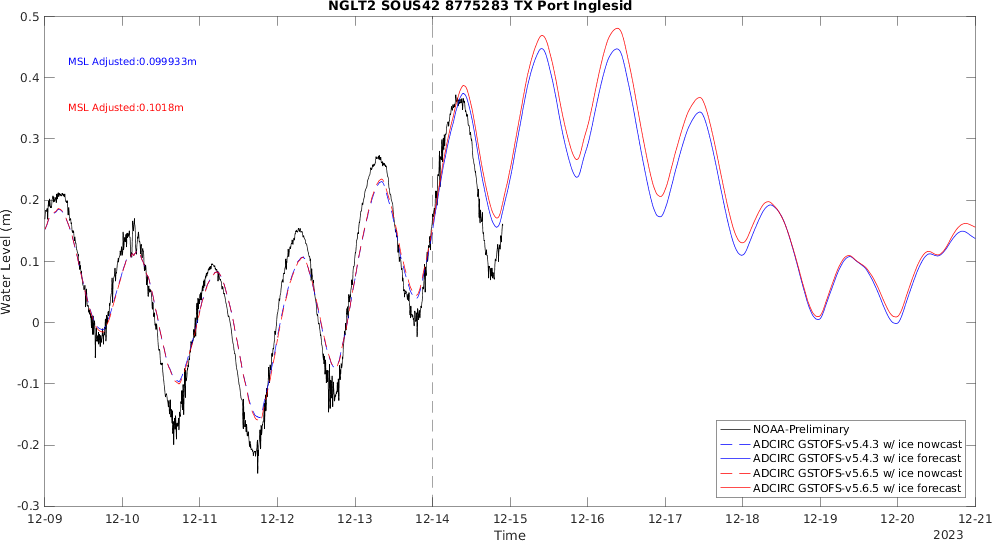 NGLT2 SOUS42 8775283 TX Port Inglesid
MSL Adjusted:0.099933m
MSL Adjusted:0.1018m
Water Level (m)
0.5
0.4
0.3
0.2
0.1
0
-0.1
-0.2
-0.3
NOAA-Preliminary
ADCIRC GSTOFS-v5.4.3 w/ ice nowcast
ADCIRC GSTOFS-v5.4.3 w/ ice forecast
ADCIRC GSTOFS-v5.6.5 w/ ice nowcast
ADCIRC GSTOFS-v5.6.5 w/ ice forecast
12-09 12-10 12-11 12-12 12-13 12-14 12-15 12-16 12-17 12-18 12-19 12-20 12-21
Time
2023